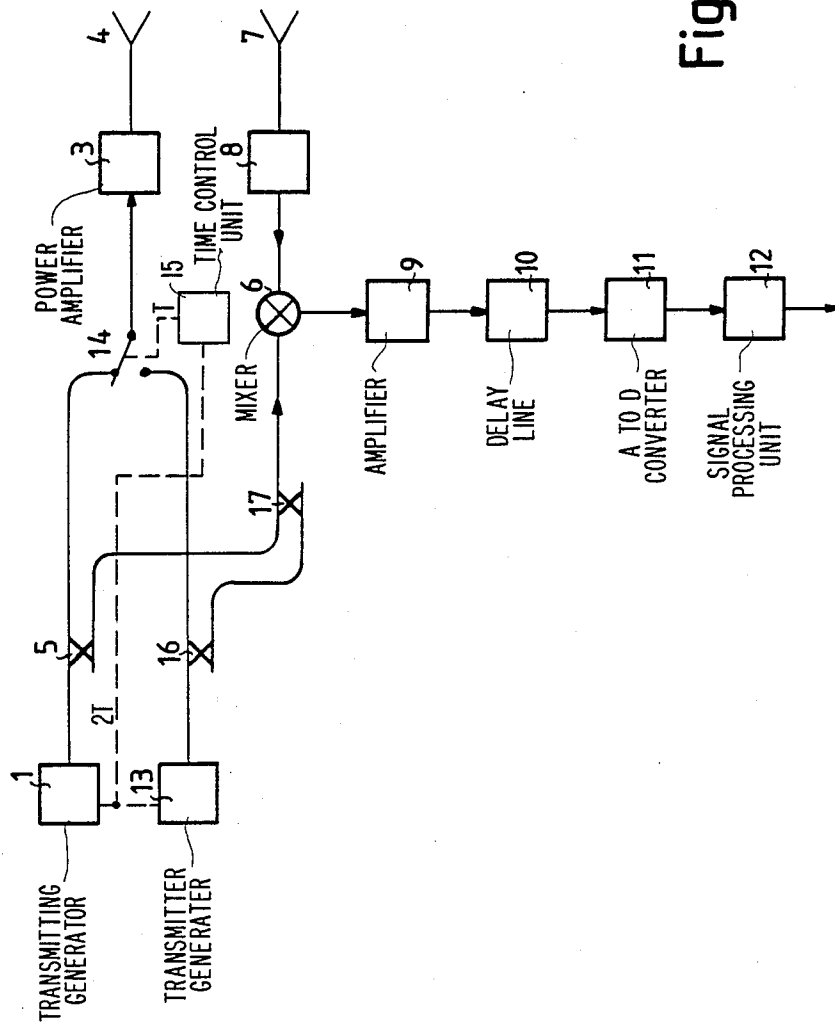 TRANSMITTING
GENERATOR
1
TRANSMITTER
GENERATER
13
2T
5
16
17
14
T
15
TIME CONTROL
UNIT
POWER
AMPLIFIER
3
4
MIXER
6
8
7
AMPLIFIER
9
DELAY
LINE
10
A TO D
CONVERTER
11
SIGNAL
PROCESSING
UNIT
12
Fig